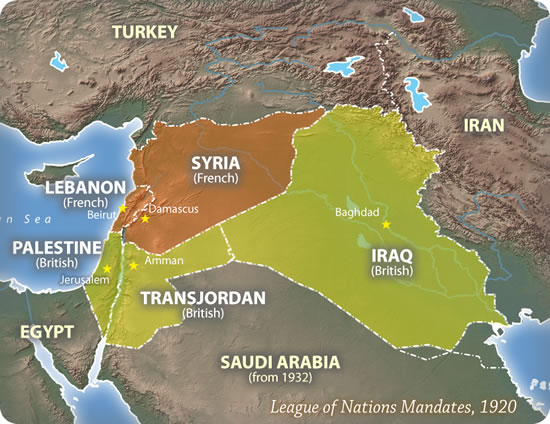 TURKEY
IRAN
SYRIA
(French)
LEBANON
(French)
Beirut
Damascus
Baghdad
an Sea
PALESTINE
(British)
Jerusalem
Amman
IRAQ
(British)
TRANSJORDAN
(British)
EGYPT
SAUDI ARABIA
(from 1932)
League of Nations Mandates, 1920